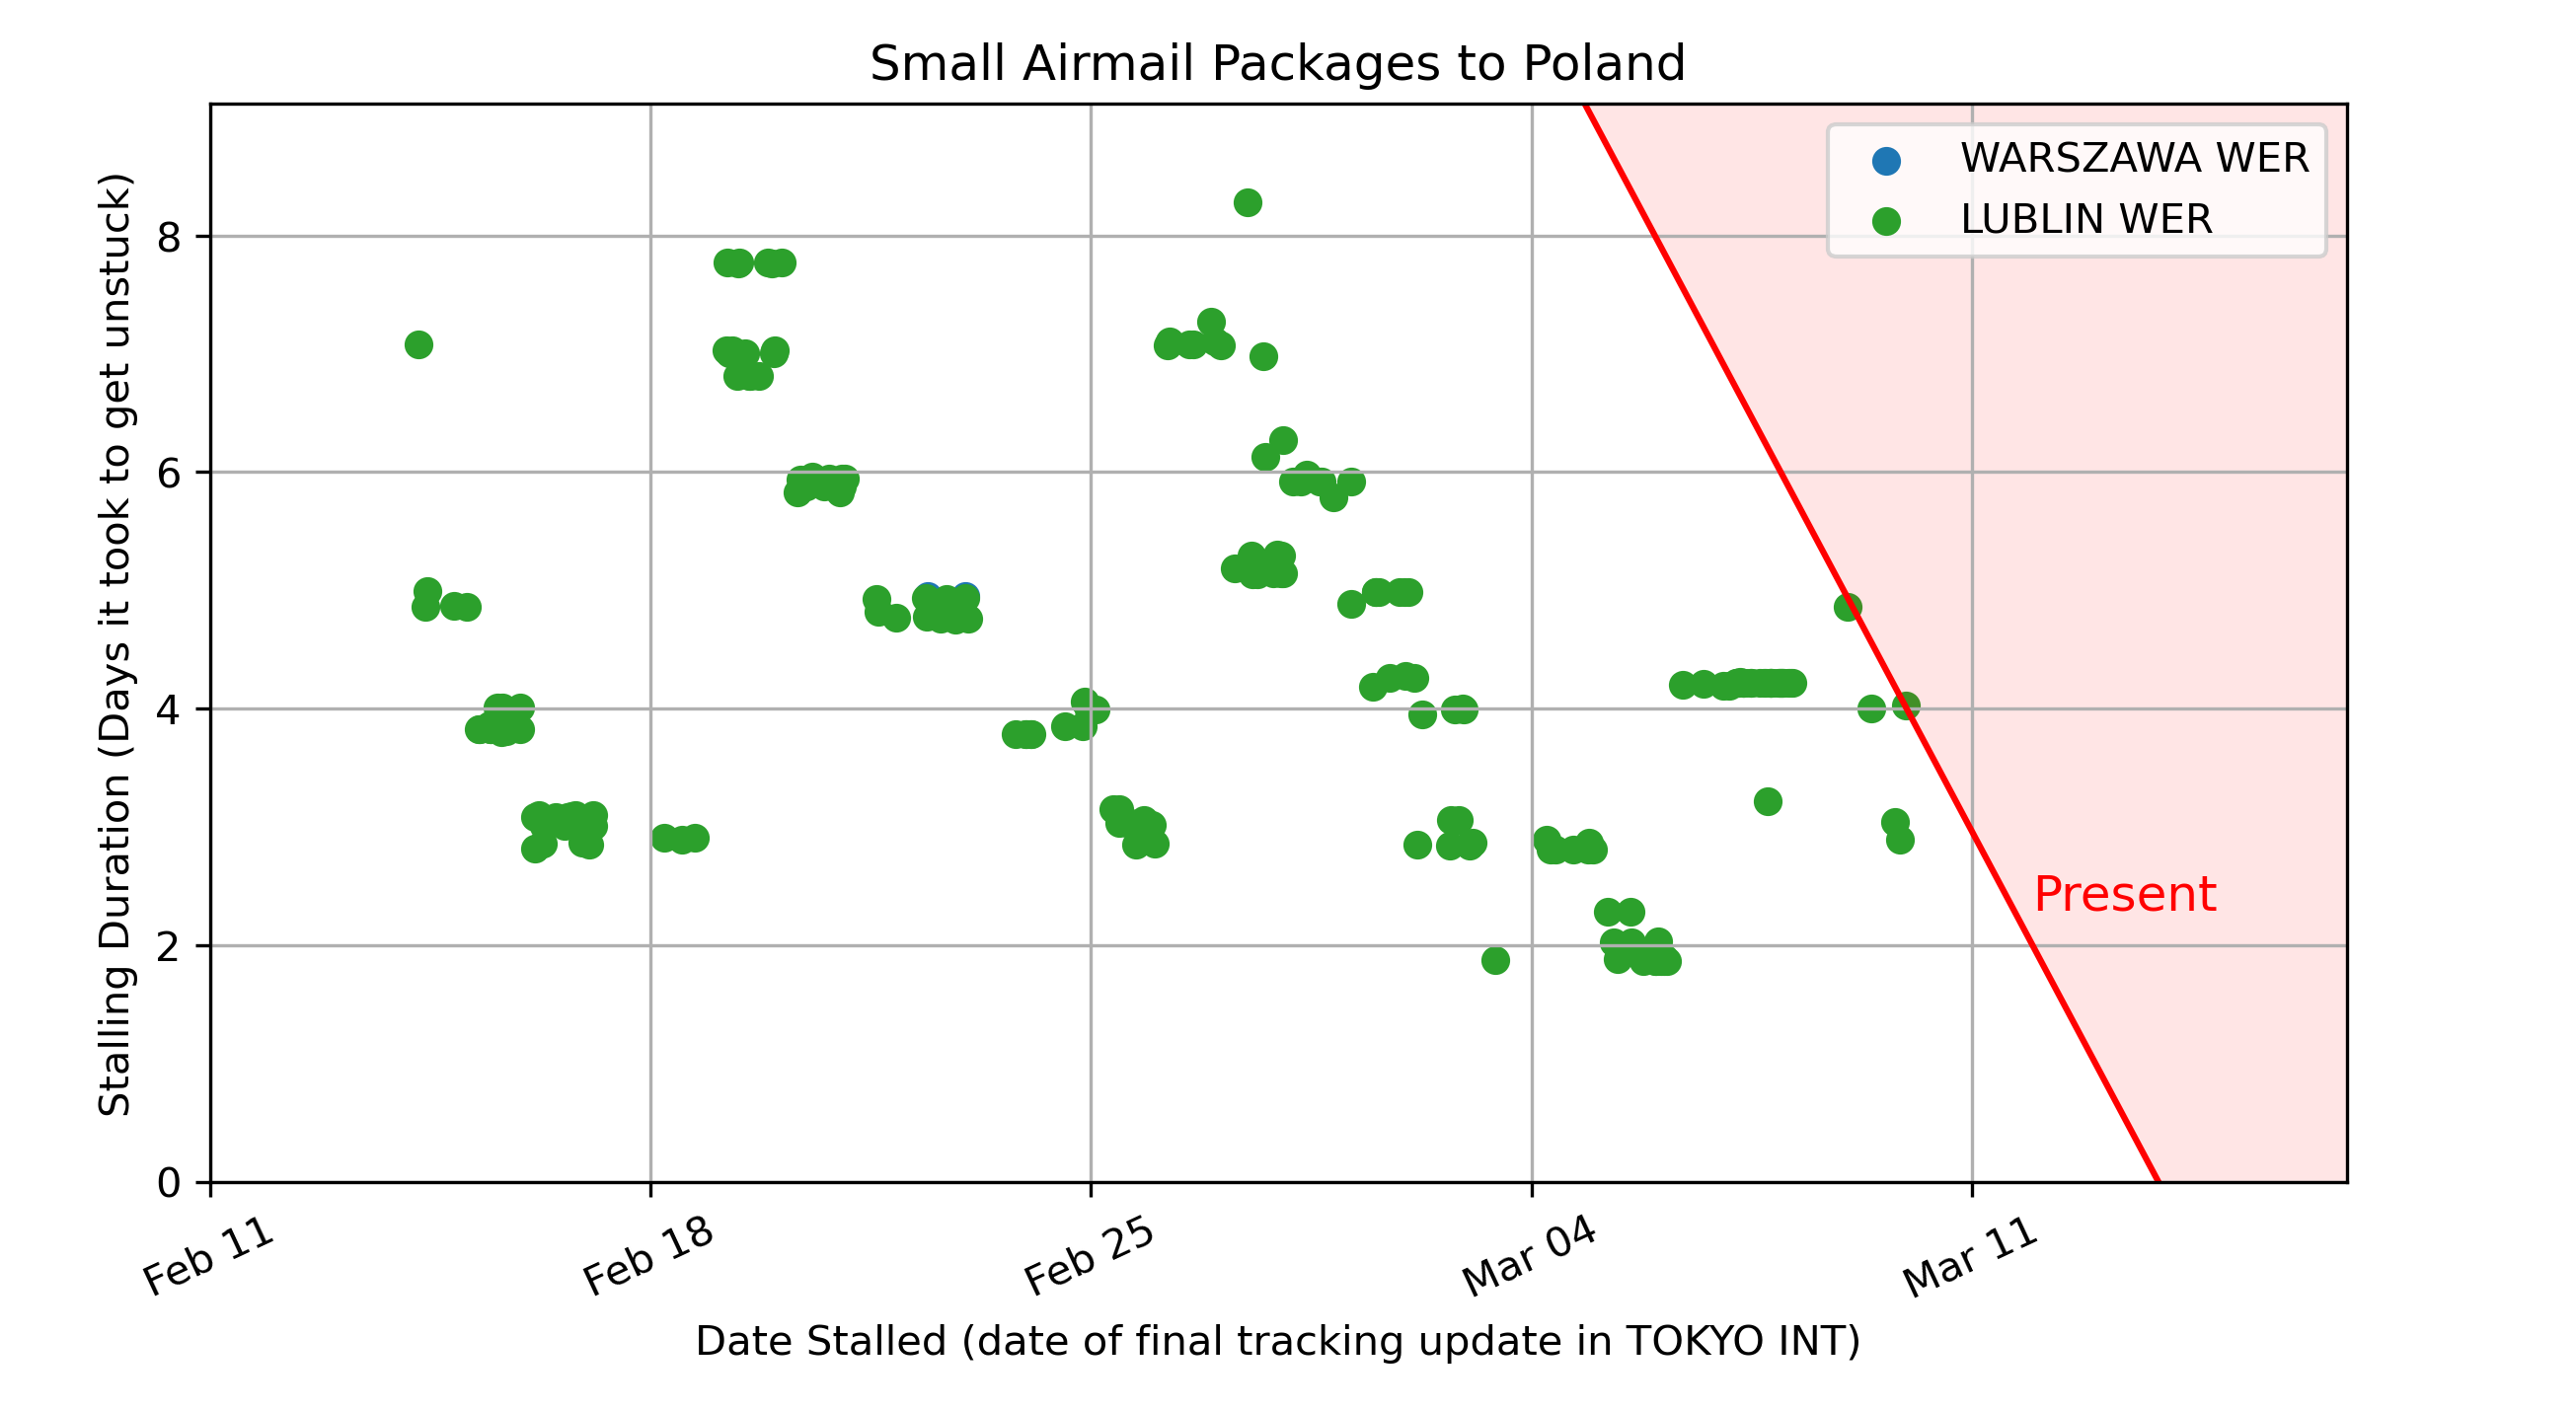 Small Airmail Packages to Poland
WARSZAWA WER
LUBLIN WER
Present
Stalling Duration (Days it took to get unstuck)
8
6
4
2
0
Feb 11
Feb 18
Feb 25
Mar 04
Mar 11
Date Stalled (date of final tracking update in TOKYO INT)